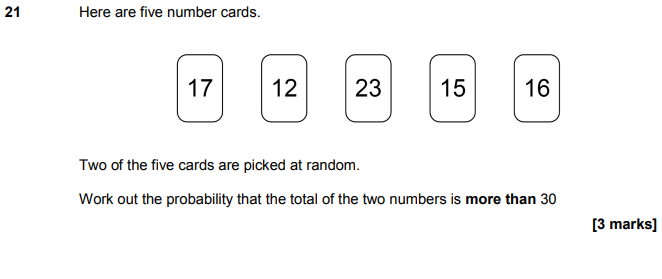 21 Here are five number cards.
17 12 23 15 16
Two of the five cards are picked at random.
Work out the probability that the total of the two numbers is more than 30
[3 marks]